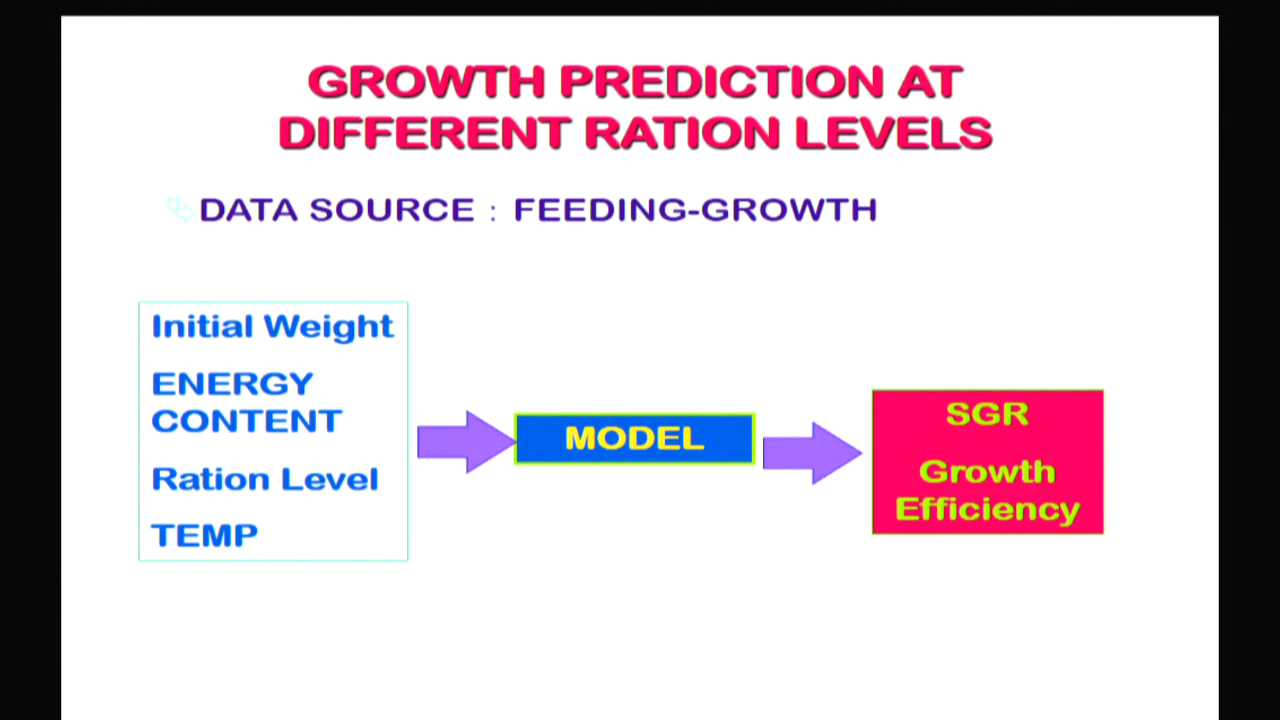 GROWTH PREDICTION AT
DIFFERENT RATION LEVELS
DATA SOURCE : FEEDING-GROWTH
Initial Weight
ENERGY
CONTENT
Ration Level
TEMP
MODEL
SGR
Growth
Efficiency